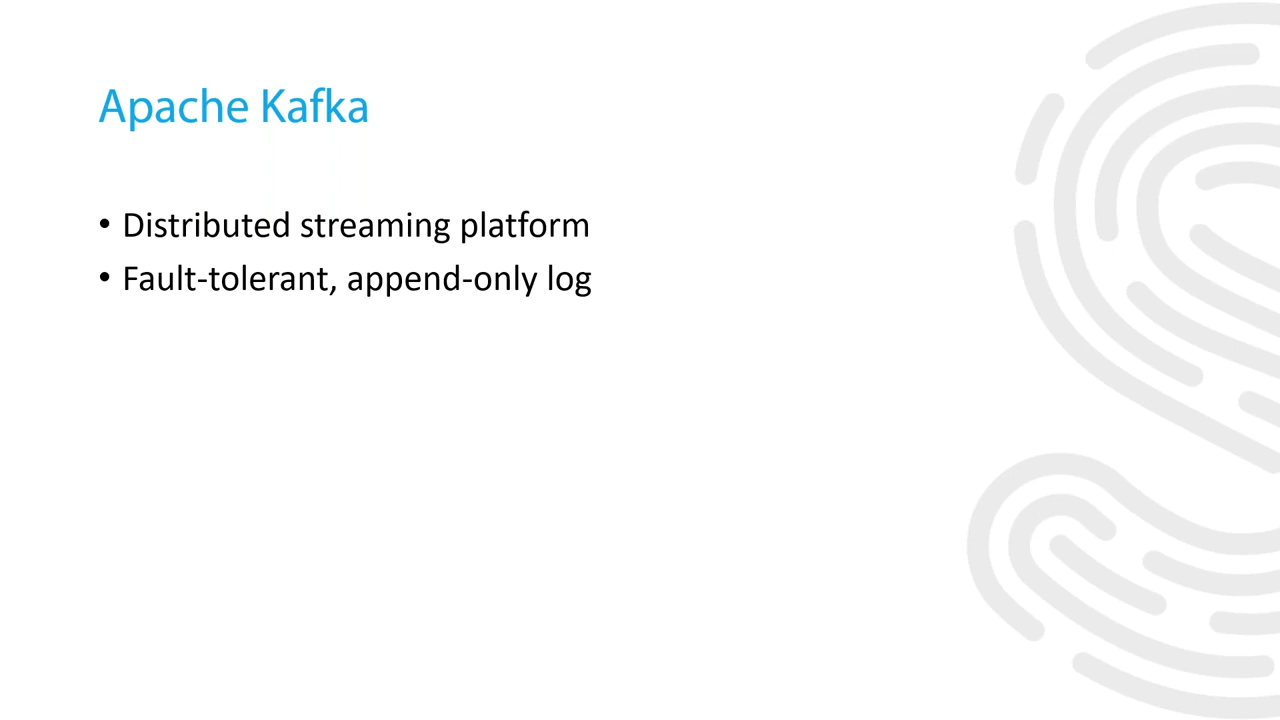 Apache Kafka
• Distributed streaming platform
• Fault-tolerant, append-only log